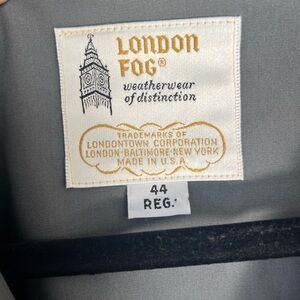 LONDON
FOG®
weatherwear
of distinction
TRADEMARKS OF
LONDONTOWN CORPORATION
LONDON·BALTIMORE·NEW YORK
MADE IN U.S.A.
44
REG.